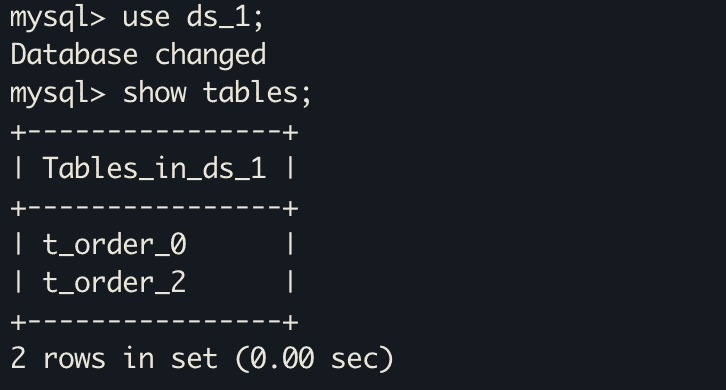 mysql> use ds_1;
Database changed
mysql> show tables;
+----------------+
| Tables_in_ds_1 |
+----------------+
| t_order_0      |
| t_order_2      |
+----------------+
2 rows in set (0.00 sec)